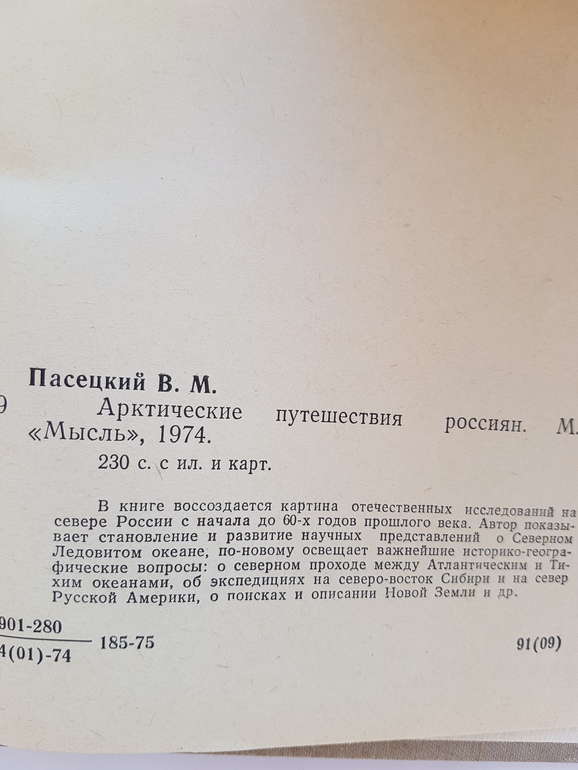 Пасецкий В. М.
9 Арктические путешествия россиян. М.
«Мысль», 1974.
230 с. с ил. и карт.
В книге воссоздается картина отечественных исследований на
севере России с начала до 60-х годов прошлого века. Автор показы-
вает становление и развитие научных представлений о Северном
Ледовитом океане, по-новому освещает важнейшие историко-геогра-
фические вопросы: о северном проходе между Атлантическим и Ти-
хим океанами, об экспедициях на северо-восток Сибири и на север
Русской Америки, о поисках и описании Новой Земли и др.
901-280
4(01)-74
185-75
91(09)